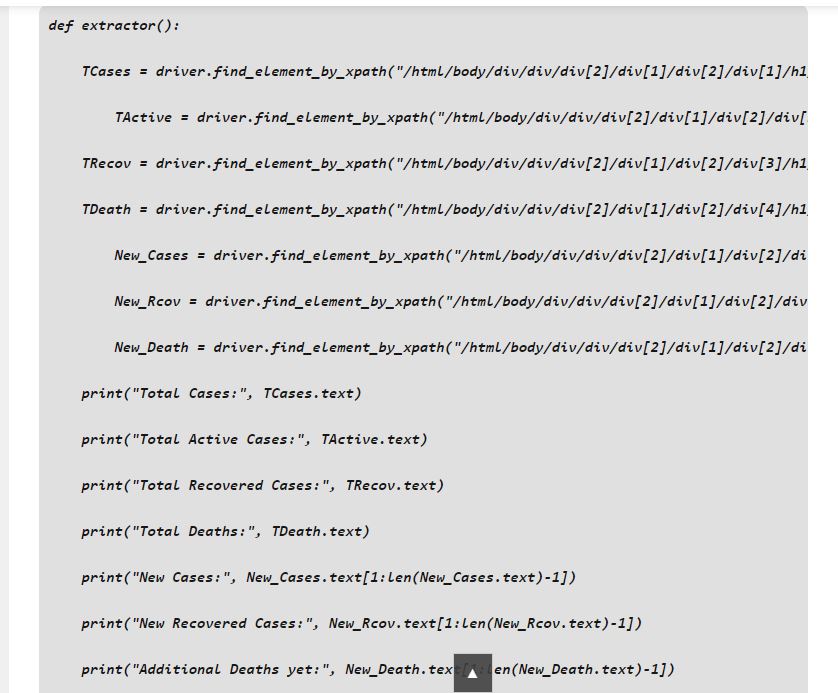 def extractor():
TCases = driver.find_element_by_xpath("/html/body/div/div/div[2]/div[1]/div[2]/div[1]/h1
TActive = driver.find_element_by_xpath("/html/body/div/div/div[2]/div[1]/div[2]/div[
TRecov = driver.find_element_by_xpath("/html/body/div/div/div[2]/div[1]/div[2]/div[3]/h1
TDeath = driver.find_element_by_xpath("/html/body/div/div/div[2]/div[1]/div[2]/div[4]/h1
New_Cases = driver.find_element_by_xpath("/html/body/div/div/div[2]/div[1]/div[2]/di
New_Rcov = driver.find_element_by_xpath("/html/body/div/div/div[2]/div[1]/div[2]/div
New_Death = driver.find_element_by_xpath("/html/body/div/div/div[2]/div[1]/div[2]/di
print("Total Cases:", TCases.text)
print("Total Active Cases:", TActive.text)
print("Total Recovered Cases:", TRecov.text)
print("Total Deaths:", TDeath.text)
print("New Cases:", New_Cases.text[1:len(New_Cases.text)-1])
print("New Recovered Cases:", New_Rcov.text[1:len(New_Rcov.text)-1])
print("Additional Deaths yet:", New_Death.text[1:len(New_Death.text)-1])